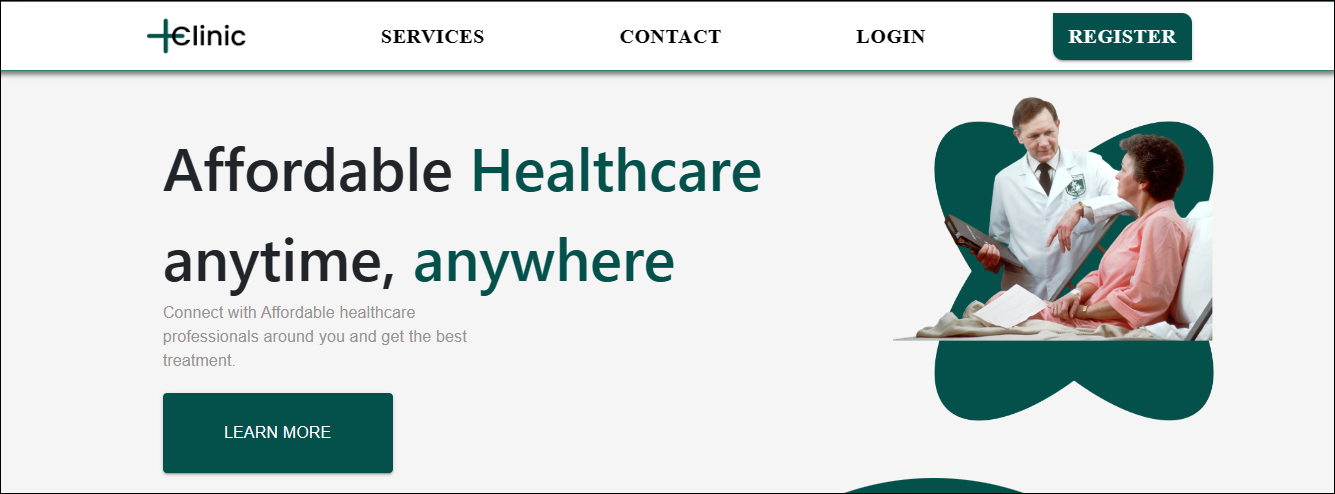 Clinic
SERVICES
CONTACT
LOGIN
REGISTER
Affordable Healthcare
anytime, anywhere
Connect with Affordable healthcare
professionals around you and get the best
treatment.
LEARN MORE